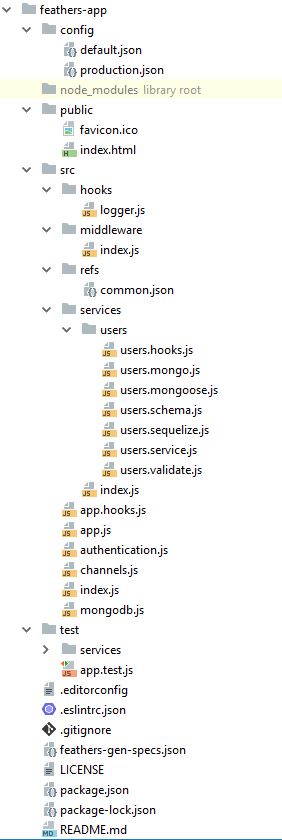 feathers-app
config
default.json
production.json
node_modules library root
public
favicon.ico
index.html
src
hooks
logger.js
middleware
index.js
refs
common.json
services
users
users.hooks.js
users.mongo.js
users.mongoose.js
users.schema.js
users.sequelize.js
users.service.js
users.validate.js
index.js
app.hooks.js
app.js
authentication.js
channels.js
index.js
mongodb.js
test
services
app.test.js
.editorconfig
.eslintrc.json
.gitignore
feathers-gen-specs.json
LICENSE
package.json
package-lock.json
README.md